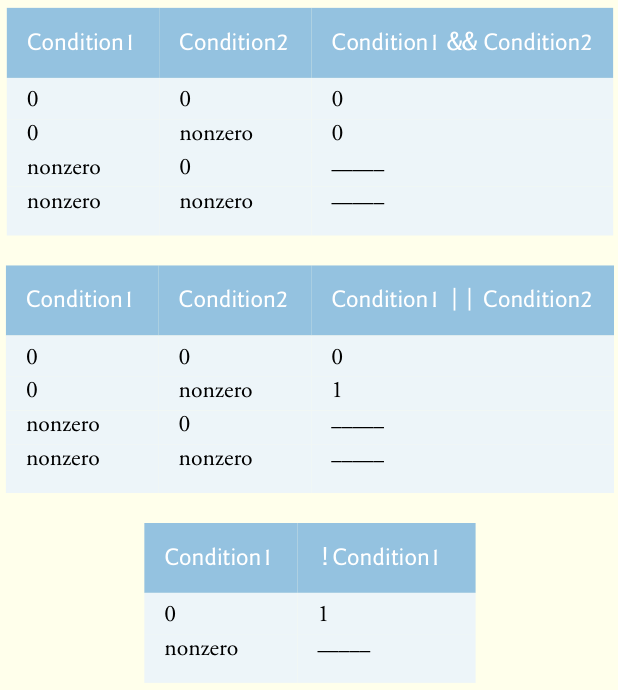 Condition1 Condition2 Condition1 && Condition2
0 0 0
0 nonzero 0
nonzero 0 _____
nonzero nonzero _____
Condition1 Condition2 Condition1 || Condition2
0 0 0
0 nonzero 1
nonzero 0 _____
nonzero nonzero _____
Condition1 !Condition1
0 1
nonzero _____